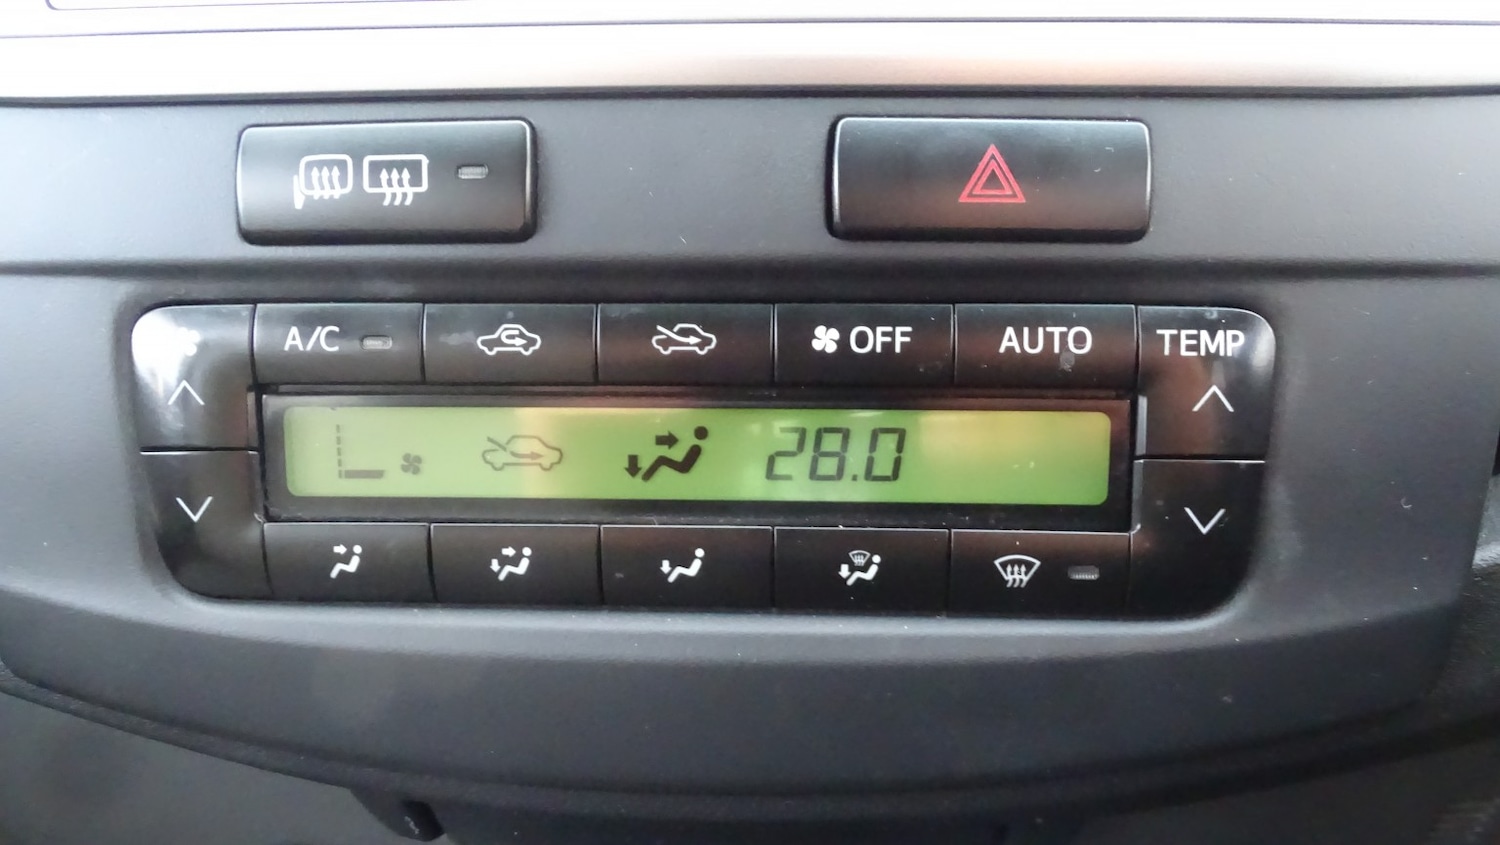 A/C OFF AUTO TEMP
28.0